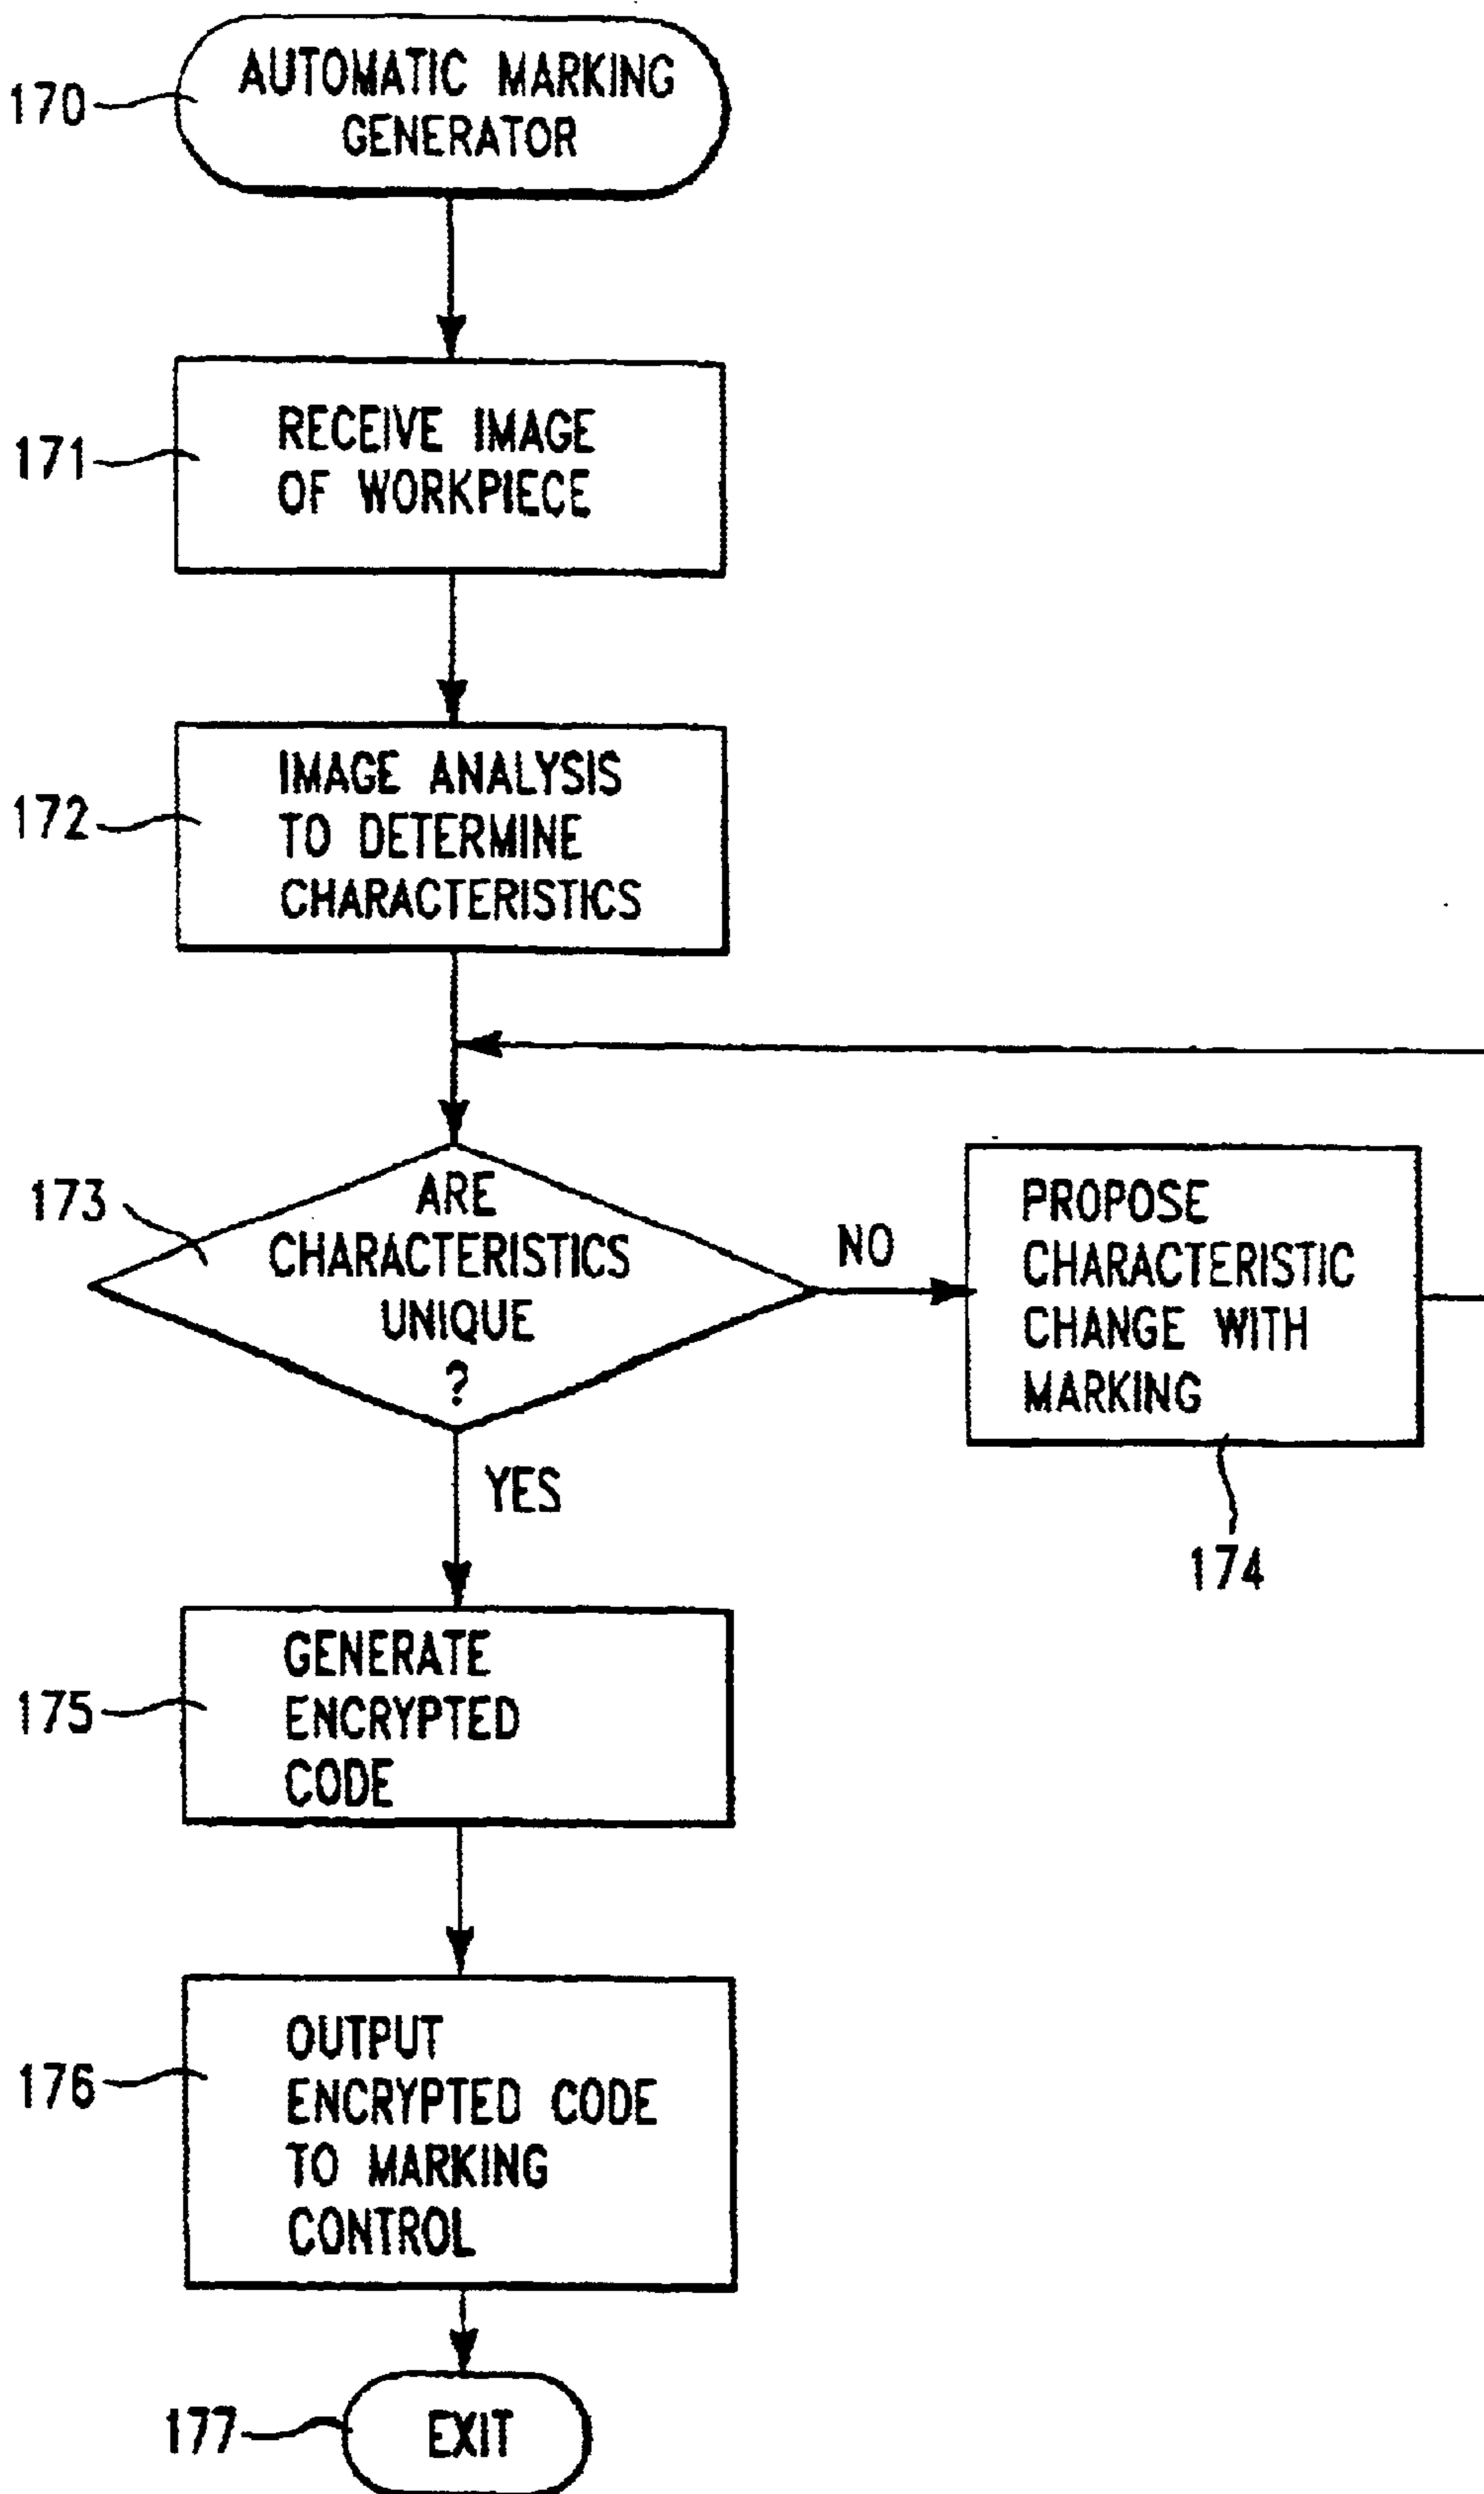 170
AUTOMATIC MARKING
GENERATOR
171
RECEIVE IMAGE
OF WORKPIECE
172
IMAGE ANALYSIS
TO DETERMINE
CHARACTERISTICS
173
ARE
CHARACTERISTICS
UNIQUE
?
NO
PROPOSE
CHARACTERISTIC
CHANGE WITH
MARKING
174
YES
175
GENERATE
ENCRYPTED
CODE
176
OUTPUT
ENCRYPTED CODE
TO MARKING
CONTROL
177
EXIT